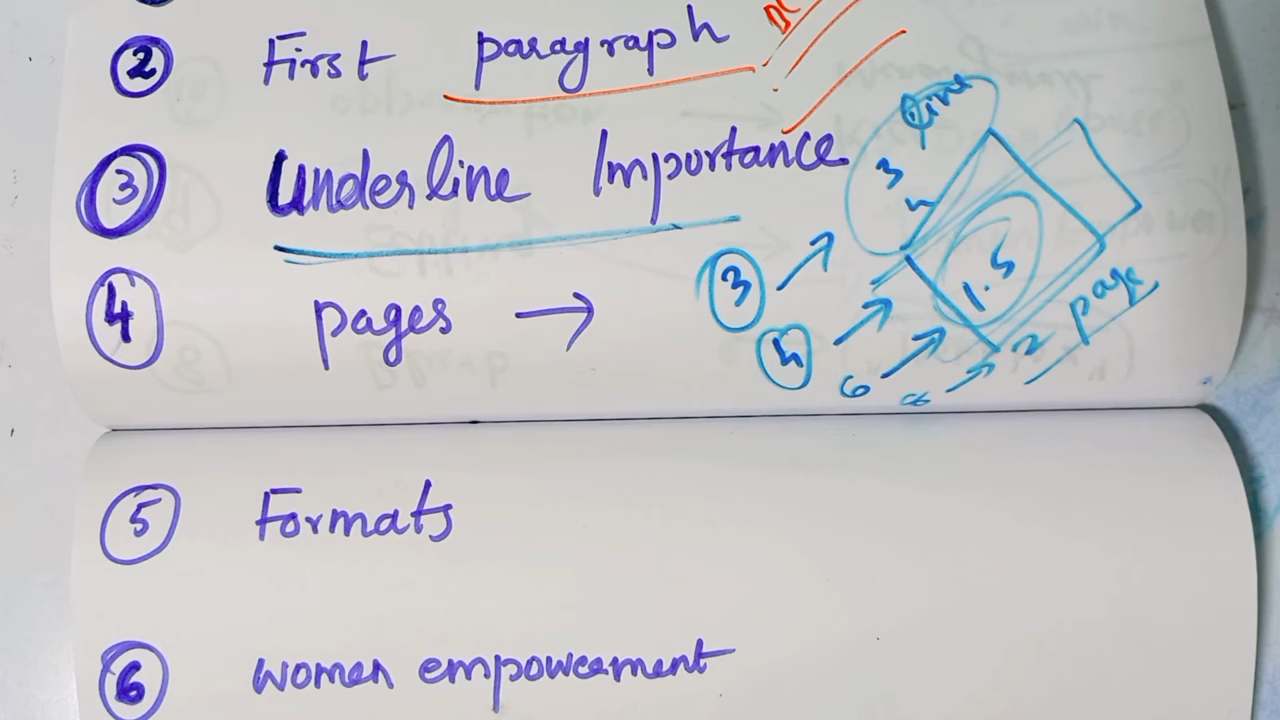 ② First paragraph
③ Underline Importance
3 line
④ pages → ③
4
6
1.5
2 page
⑤ Formats
⑥ women empowerment